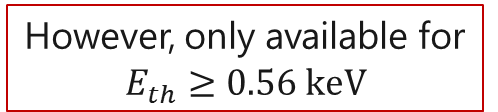 However, only available for
E_th ≥ 0.56 keV